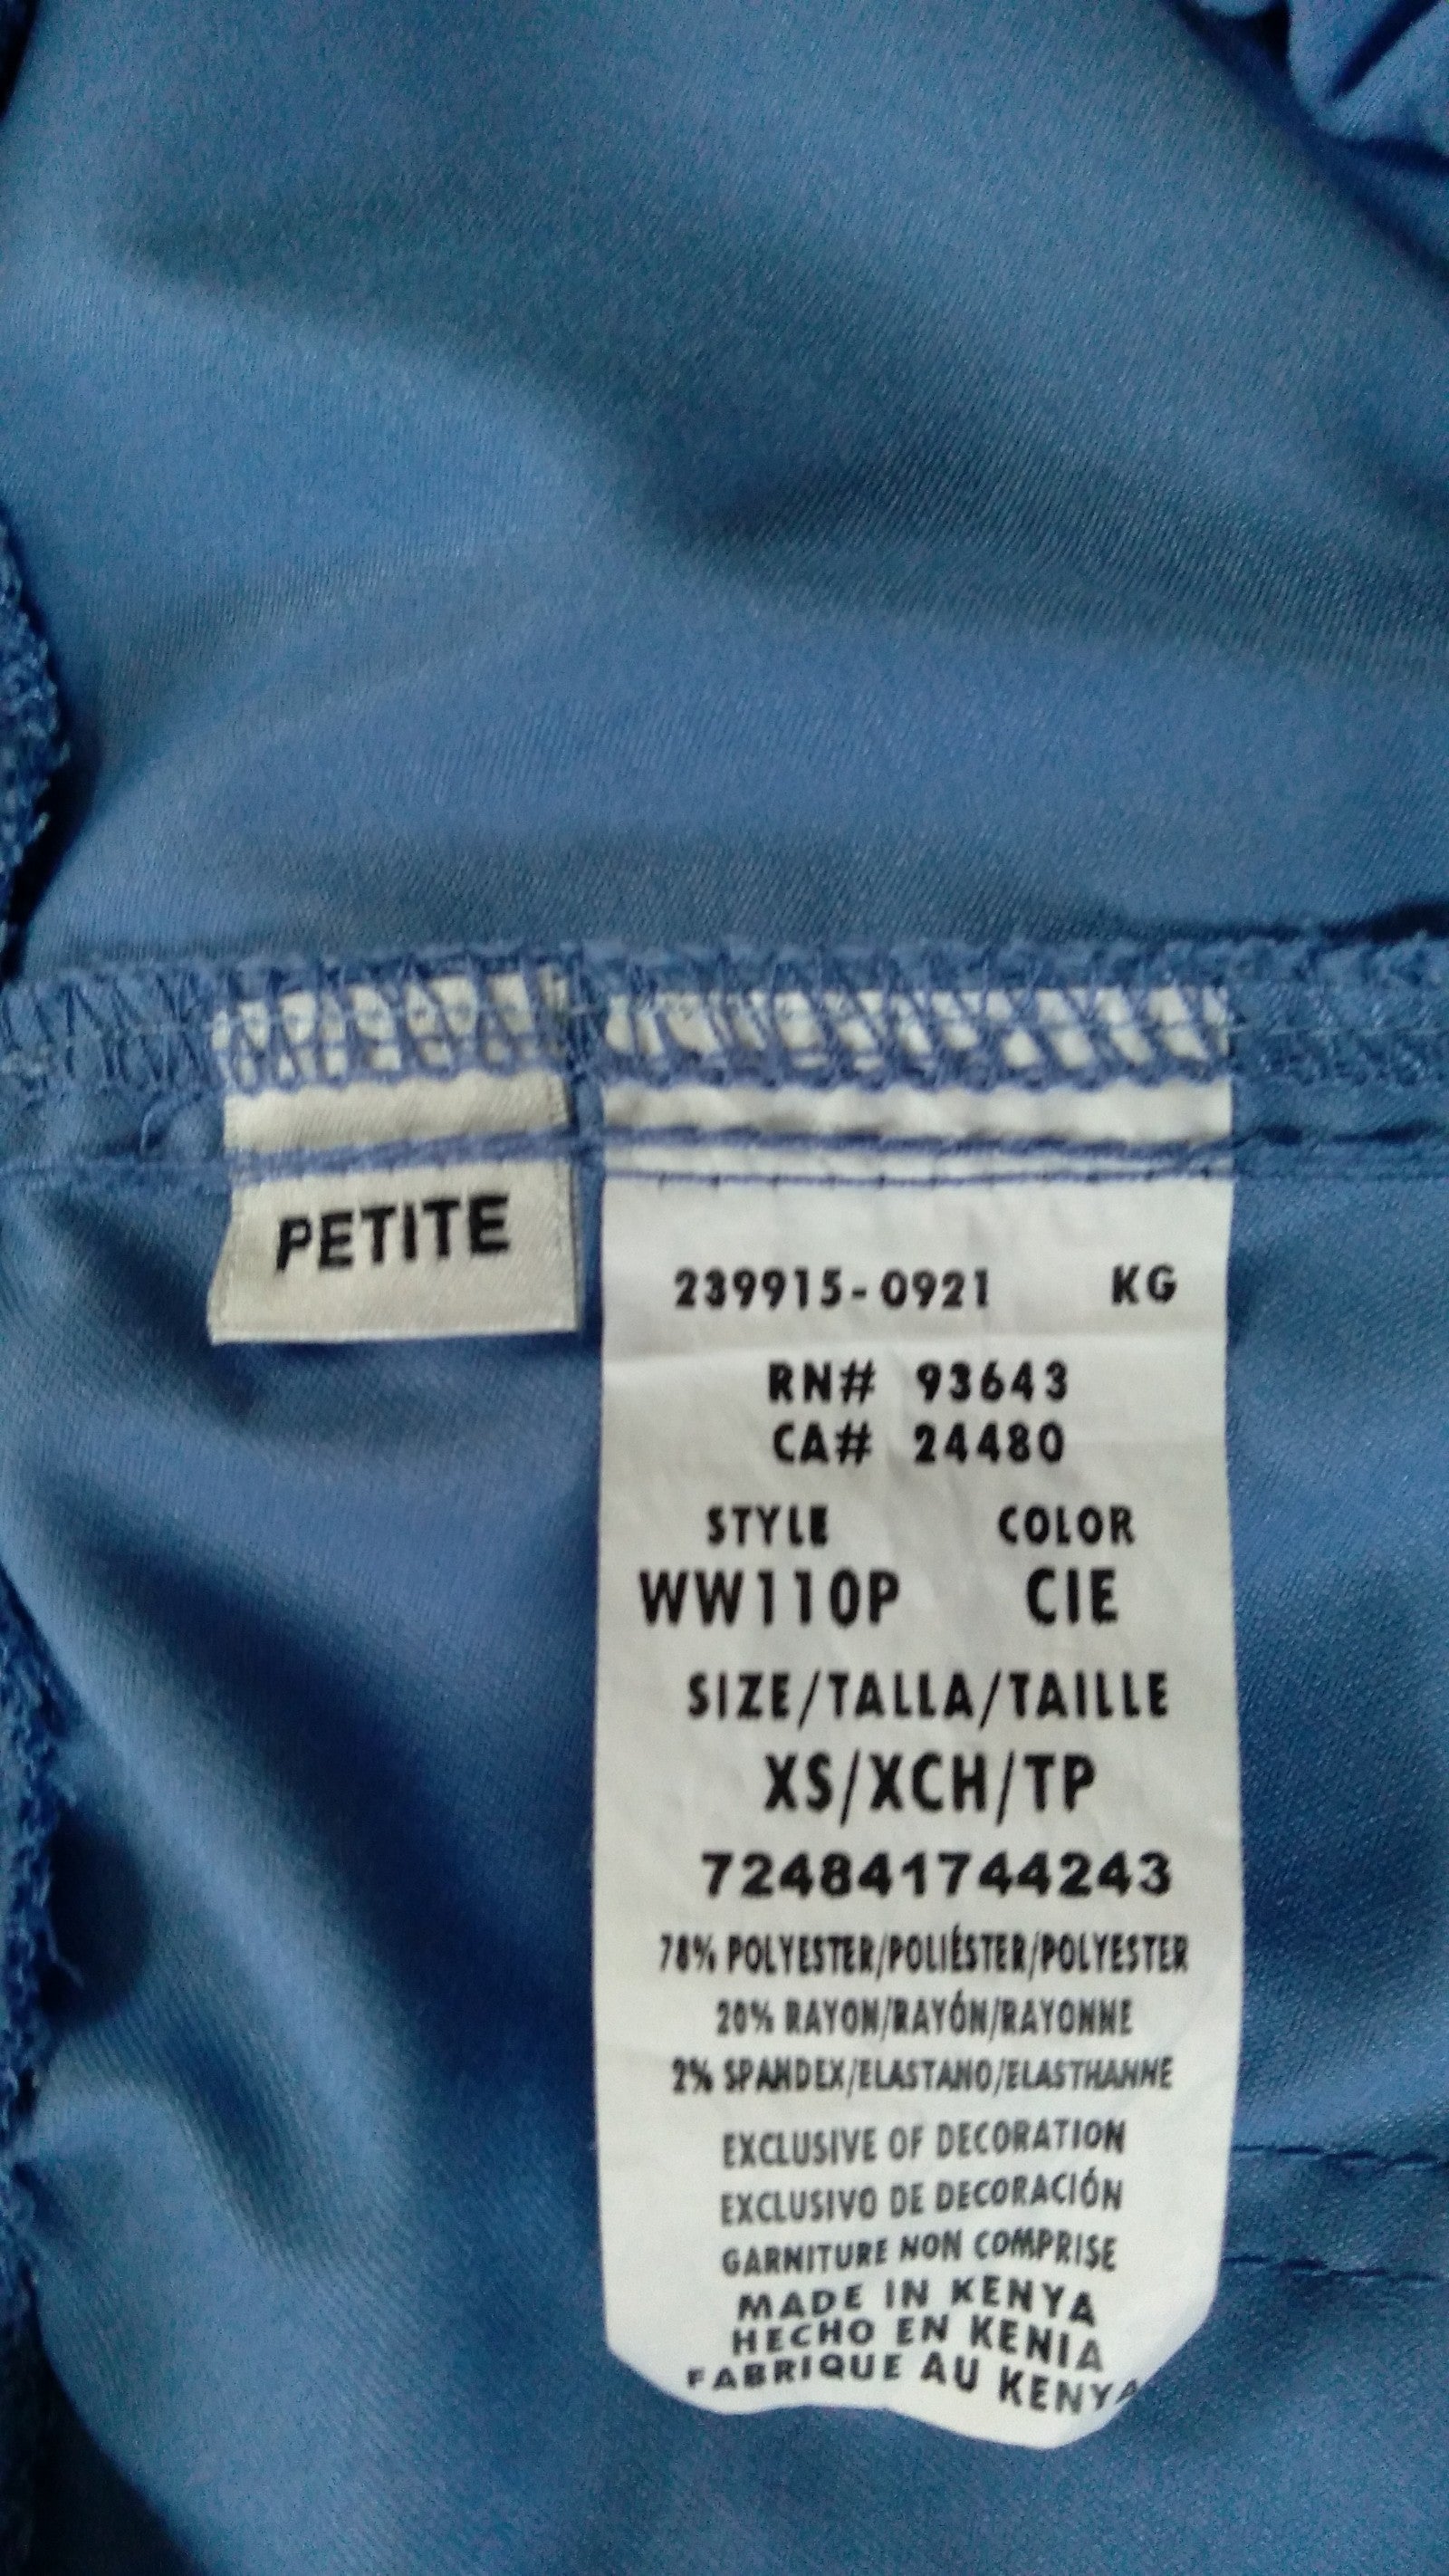 PETITE
239915-0921 KG
RN# 93643
CA# 24480
STYLE COLOR
WW110P CIE
SIZE/TALLA/TAILLE
XS/XCH/TP
724841744243
78% POLYESTER/POLIÉSTER/POLYESTER
20% RAYON/RAYÓN/RAYONNE
2% SPANDEX/ELASTANO/ELASTHANNE
EXCLUSIVE OF DECORATION
EXCLUSIVO DE DECORACIÓN
GARNITURE NON COMPRISE
MADE IN KENYA
HECHO EN KENIA
FABRIQUE AU KENYA